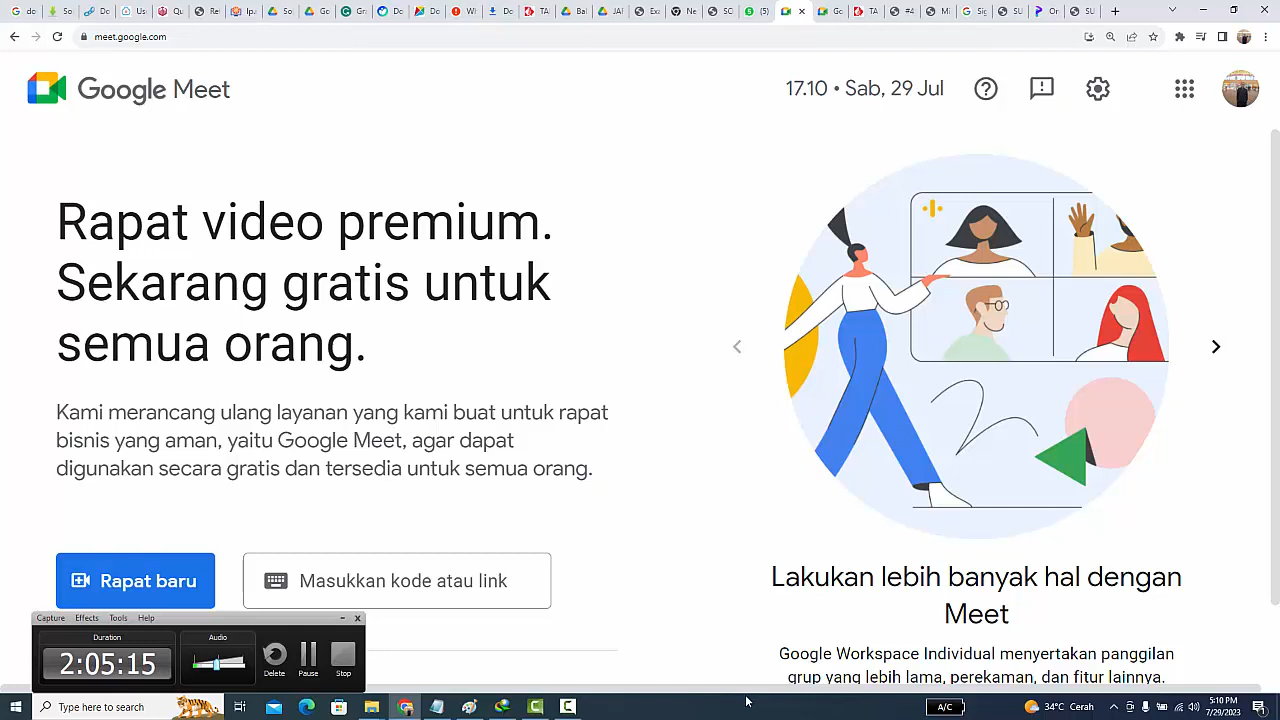 meet.google.com
Google Meet
17.10 • Sab, 29 Jul
Rapat video premium.
Sekarang gratis untuk
semua orang.
Kami merancang ulang layanan yang kami buat untuk rapat
bisnis yang aman, yaitu Google Meet, agar dapat
digunakan secara gratis dan tersedia untuk semua orang.
Rapat baru
Masukkan kode atau link
Lakukan lebih banyak hal dengan
Meet
Google Workspace Individual menyertakan panggilan
grup yang lebih lama, perekaman, dan fitur lainnya.
Capture Effects Tools Help
Duration
Audio
2:05:15
Delete
Pause
Stop
Type here to search
A/C
34°C Cerah
5:10 PM
7/29/2023